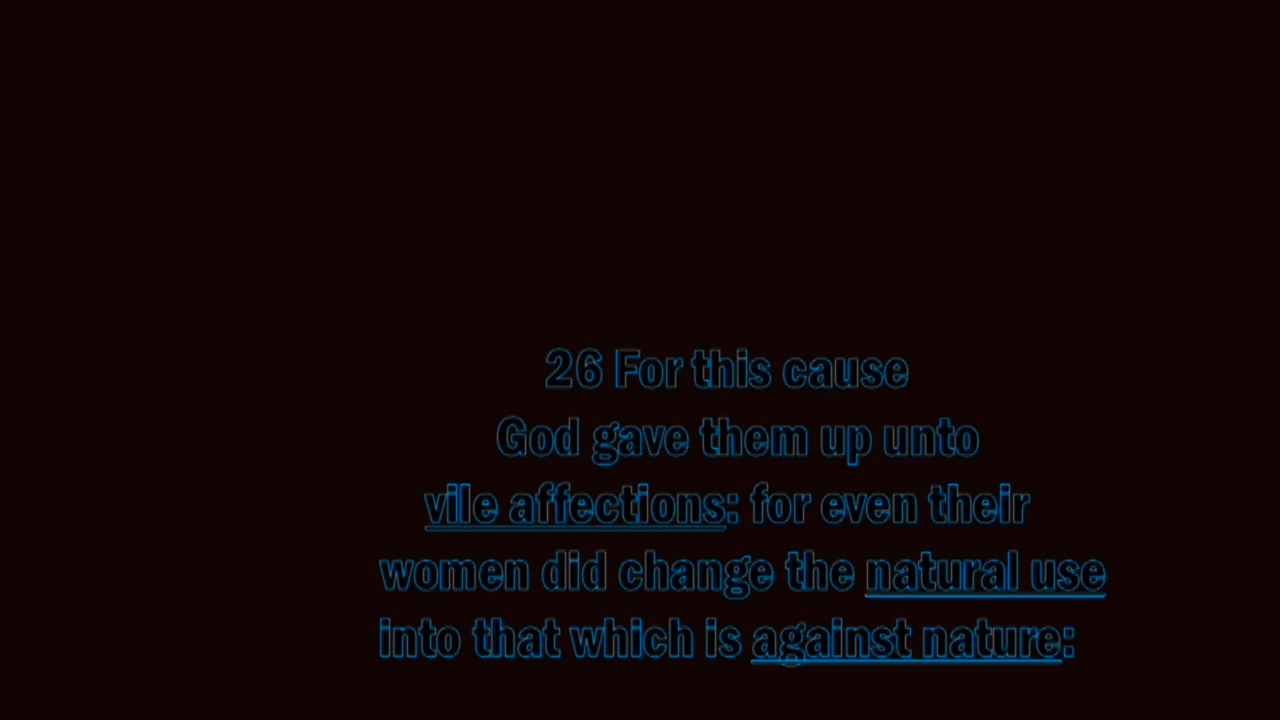 26 For this cause
God gave them up unto
vile affections: for even their
women did change the natural use
into that which is against nature: